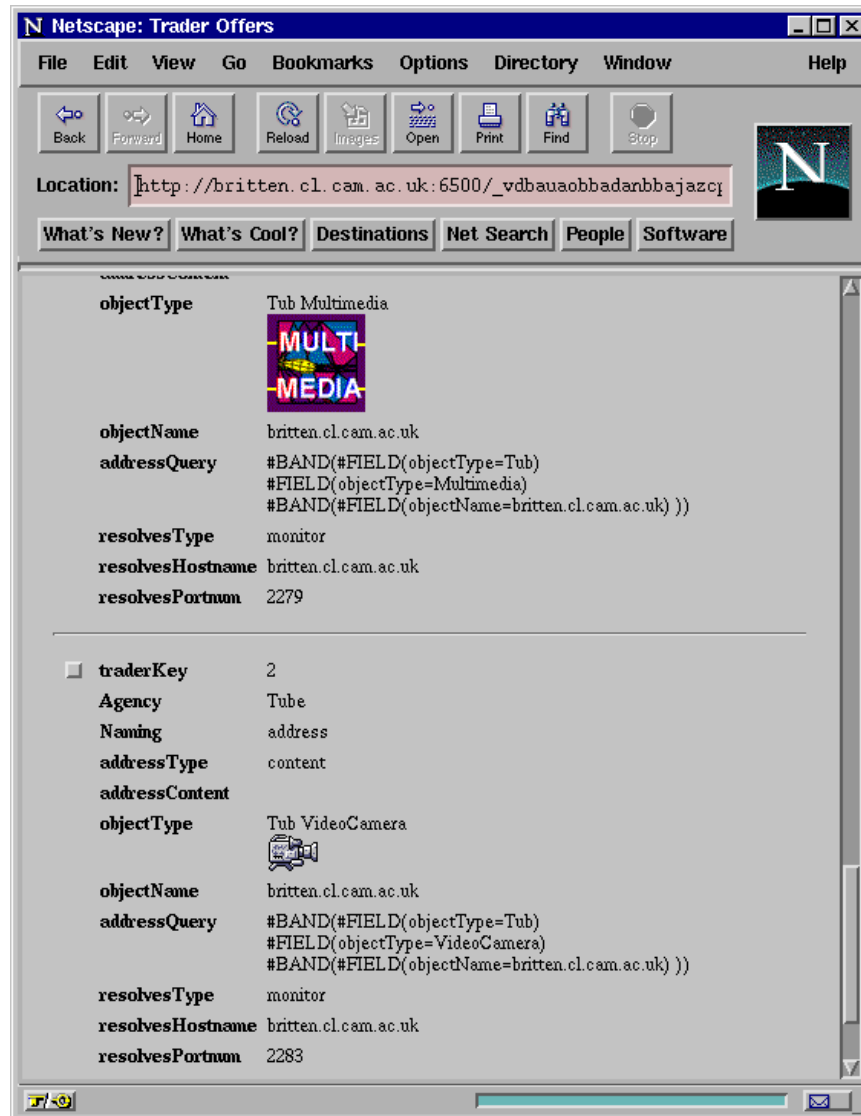 N Netscape: Trader Offers
File Edit View Go Bookmarks Options Directory Window Help
Back Forward Home Reload Images Open Print Find Stop
N
Location: http://britten.cl.cam.ac.uk:6500/_vdbauaobbadanbbajazcp
What's New? What's Cool? Destinations Net Search People Software
addressContent
objectType Tub Multimedia
MULTI
MEDIA
objectName britten.cl.cam.ac.uk
addressQuery #BAND(#FIELD(objectType=Tub)
#FIELD(objectType=Multimedia)
#BAND(#FIELD(objectName=britten.cl.cam.ac.uk) ))
resolvesType monitor
resolvesHostname britten.cl.cam.ac.uk
resolvesPortnum 2279
traderKey 2
Agency Tube
Naming address
addressType content
addressContent
objectType Tub VideoCamera
objectName britten.cl.cam.ac.uk
addressQuery #BAND(#FIELD(objectType=Tub)
#FIELD(objectType=VideoCamera)
#BAND(#FIELD(objectName=britten.cl.cam.ac.uk) ))
resolvesType monitor
resolvesHostname britten.cl.cam.ac.uk
resolvesPortnum 2283